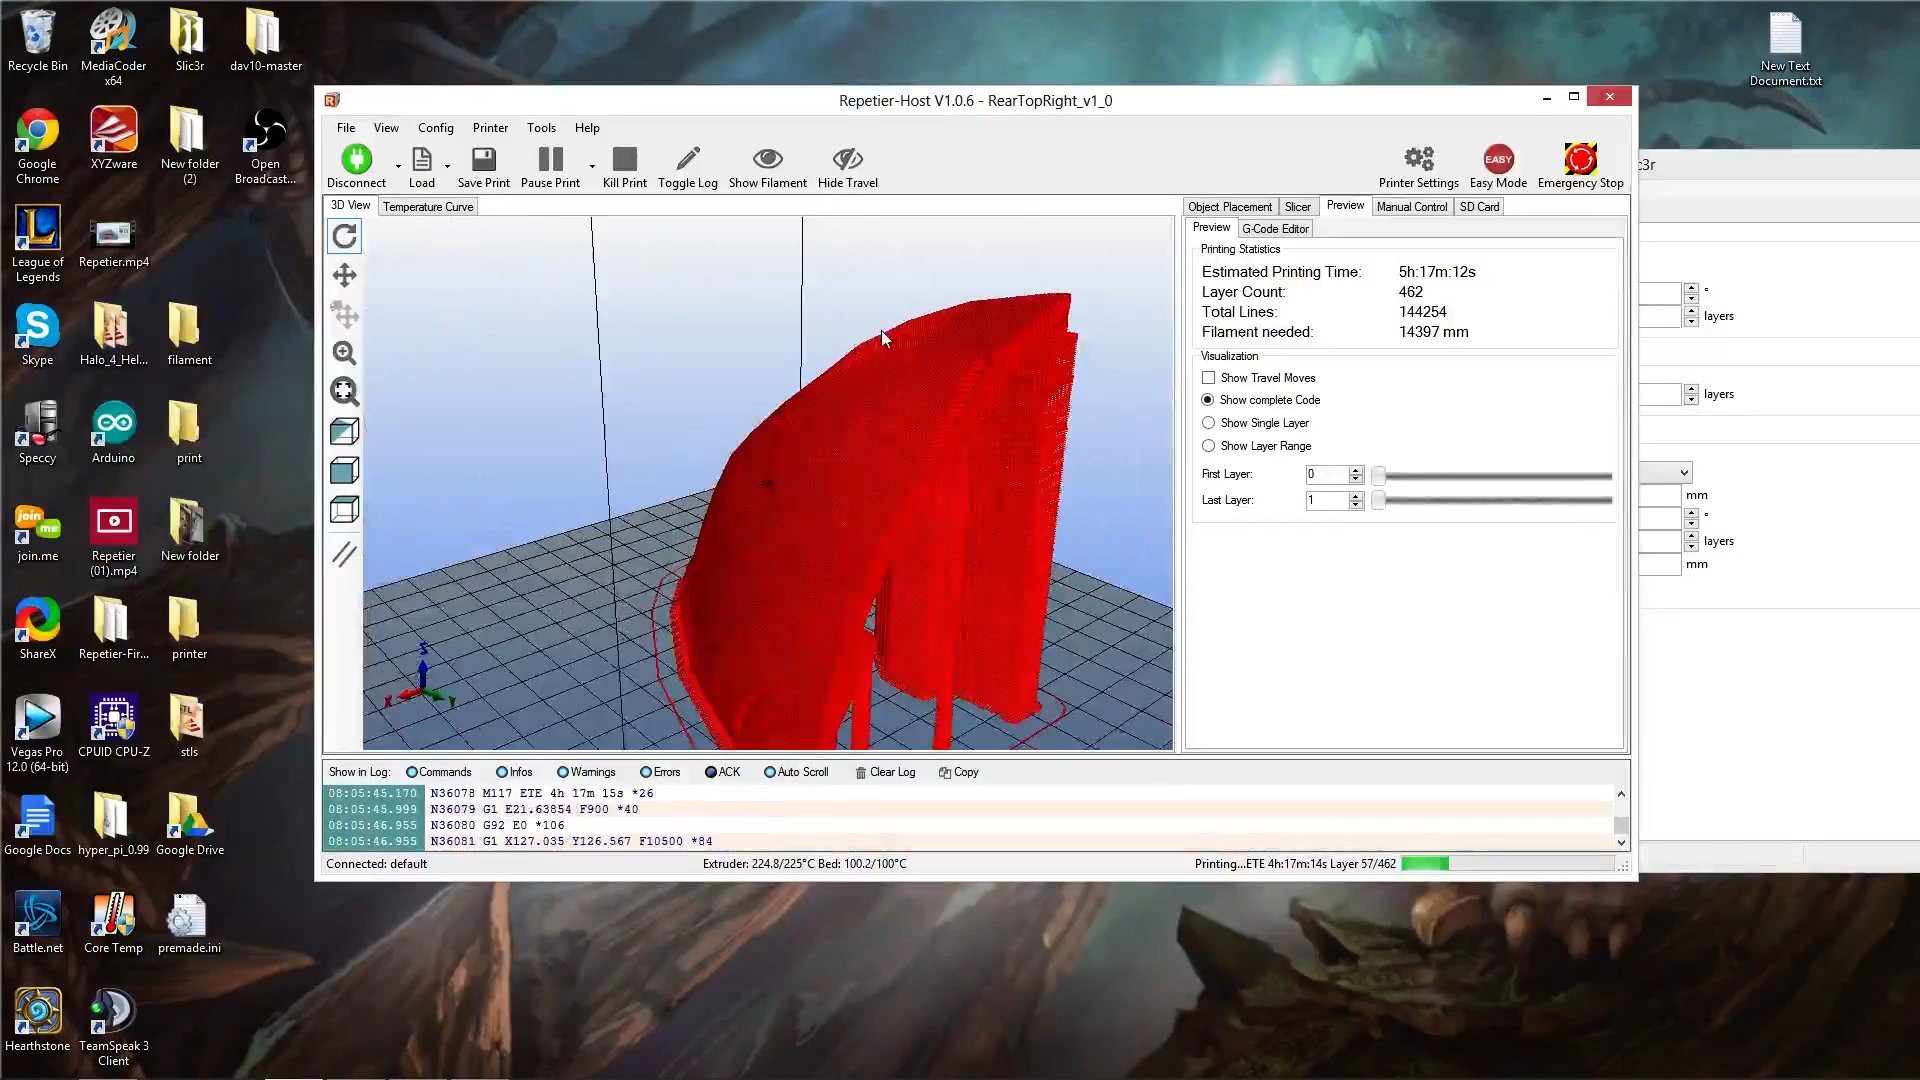 Recycle Bin
MediaCoder x64
Slic3r
dav10-master
New Text Document.txt
Google Chrome
XYZware
New folder (2)
Open Broadcast...
League of Legends
Repetier.mp4
Skype
Halo_4_Hel...
filament
Speccy
Arduino
print
join.me
Repetier (01).mp4
New folder
ShareX
Repetier-Fir...
printer
Vegas Pro 12.0 (64-bit)
CPUID CPU-Z
stls
Google Docs
hyper_pi_0.99
Google Drive
Battle.net
Core Temp
premade.ini
Hearthstone
TeamSpeak 3 Client
Repetier-Host V1.0.6 - RearTopRight_v1_0
File View Config Printer Tools Help
Disconnect Load Save Print Pause Print Kill Print Toggle Log Show Filament Hide Travel Printer Settings EASY Easy Mode Emergency Stop
3D View Temperature Curve
Object Placement Slicer Preview Manual Control SD Card
Preview G-Code Editor
Printing Statistics
Estimated Printing Time: 5h:17m:12s
Layer Count: 462
Total Lines: 144254
Filament needed: 14397 mm
Visualization
Show Travel Moves
Show complete Code
Show Single Layer
Show Layer Range
First Layer: 0
Last Layer: 1
Show in Log: Commands Infos Warnings Errors ACK Auto Scroll Clear Log Copy
08:05:45.170 N36078 M117 ETE 4h 17m 15s *26
08:05:45.999 N36079 G1 E21.63854 F900 *40
08:05:46.955 N36080 G92 E0 *106
08:05:46.955 N36081 G1 X127.035 Y126.567 F10500 *84
Connected: default Extruder: 224.8/225°C Bed: 100.2/100°C Printing...ETE 4h:17m:14s Layer 57/462
c3r
°
layers
layers
mm
°
layers
mm